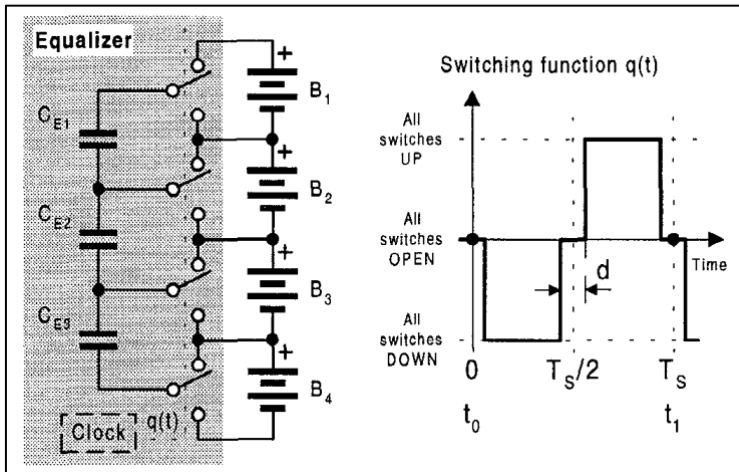 Equalizer
CE1
CE2
CE3
Clock
q(t)
+
B1
+
B2
+
B3
+
B4
Switching function q(t)
All
switches
UP
All
switches
OPEN
All
switches
DOWN
d
Time
0
TS/2
TS
t0
t1